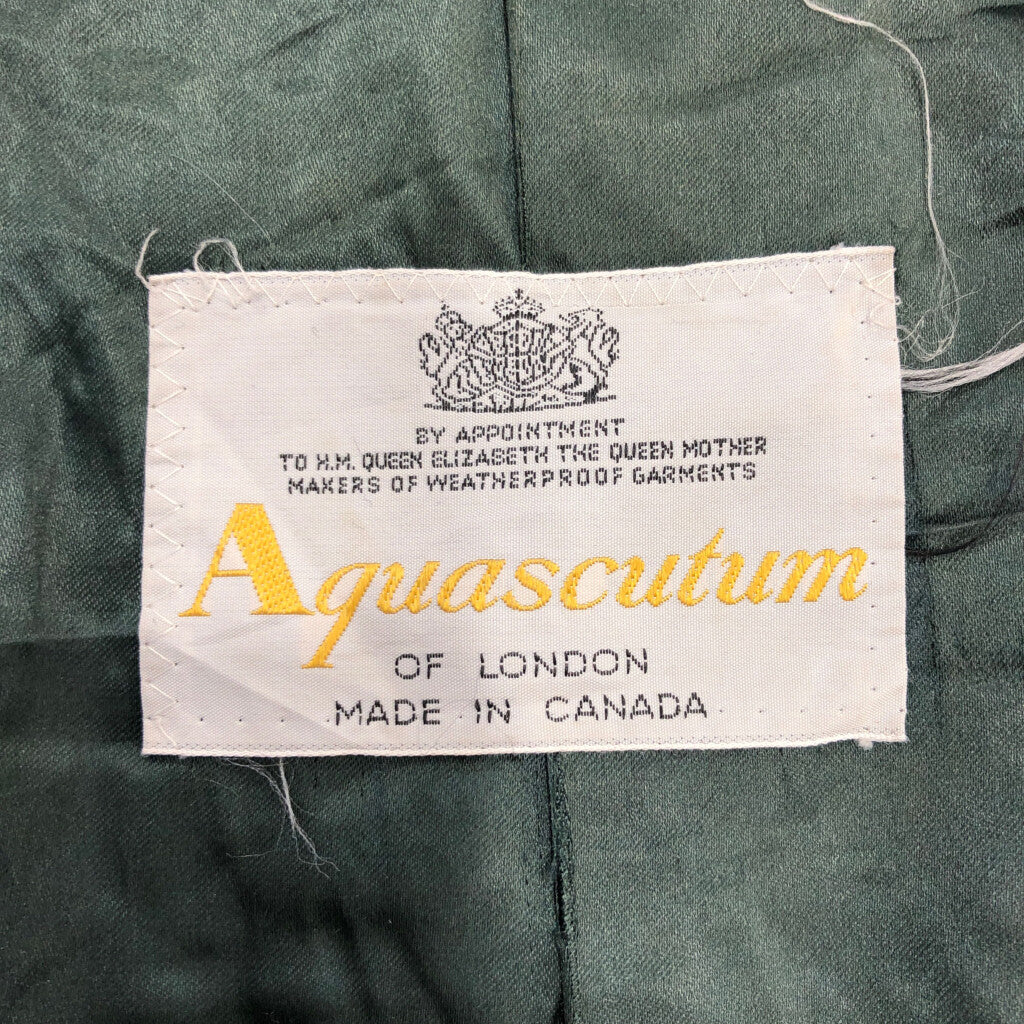 BY APPOINTMENT
TO H.M. QUEEN ELIZABETH THE QUEEN MOTHER
MAKERS OF WEATHERPROOF GARMENTS
Aquascutum
OF LONDON
MADE IN CANADA